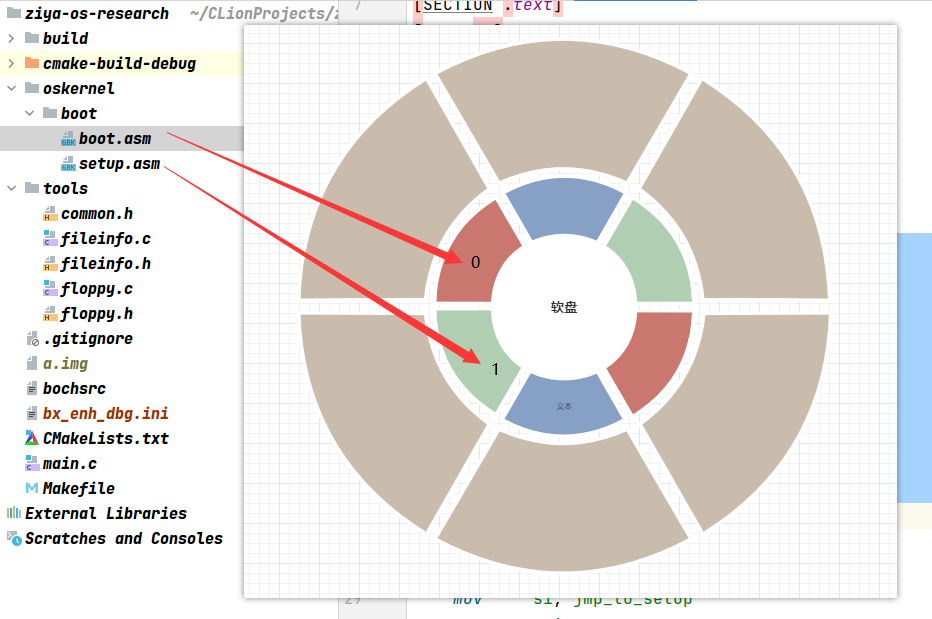 ziya-os-research ~/CLionProjects/
build
cmake-build-debug
oskernel
boot
boot.asm
setup.asm
tools
common.h
fileinfo.c
fileinfo.h
floppy.c
floppy.h
.gitignore
a.img
bochsrc
bx_enh_dbg.ini
CMakeLists.txt
main.c
Makefile
External Libraries
Scratches and Consoles
7 [SECTION .text]
0
软盘
1
文本
29 mov si, jmp_to_setup